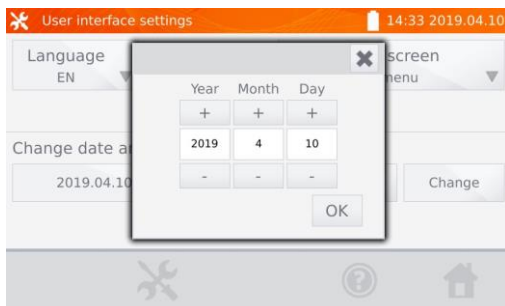 User interface settings
14:33 2019.04.10
Language
screen
EN
menu
Year Month Day
+ + +
2019 4 10
- - -
Change date a
2019.04.10
Change
OK
?